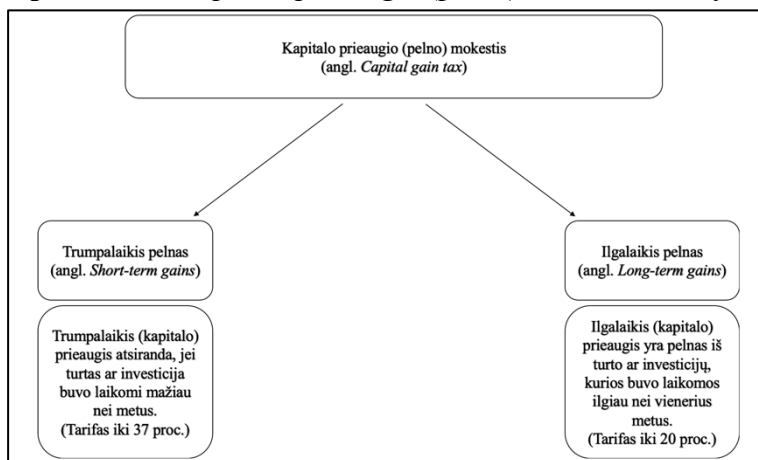 Kapitalo prieaugio (pelno) mokestis
(angl. Capital gain tax)
Trumpalaikis pelnas
(angl. Short-term gains)
Trumpalaikis (kapitalo)
prieaugis atsiranda, jei
turtas ar investicija
buvo laikomi mažiau
nei metus.
(Tarifas iki 37 proc.)
Ilgalaikis pelnas
(angl. Long-term gains)
Ilgalaikis (kapitalo)
prieaugis yra pelnas iš
turto ar investicijų,
kurios buvo laikomos
ilgiau nei vienerius
metus.
(Tarifas iki 20 proc.)